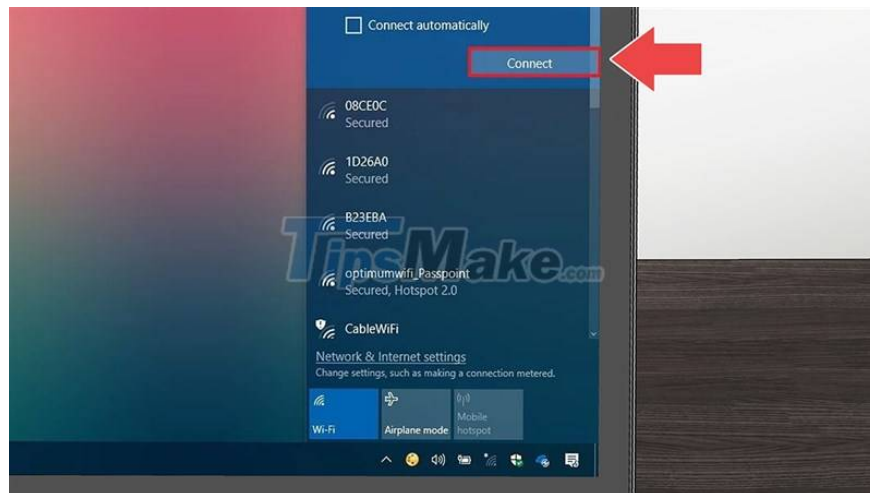 Connect automatically
Connect
08CE0C
Secured
1D26A0
Secured
B23EBA
Secured
TipsMake.com
optimumwifi_Passpoint
Secured, Hotspot 2.0
CableWiFi
Network & Internet settings
Change settings, such as making a connection metered.
Wi-Fi
Airplane mode
Mobile
hotspot